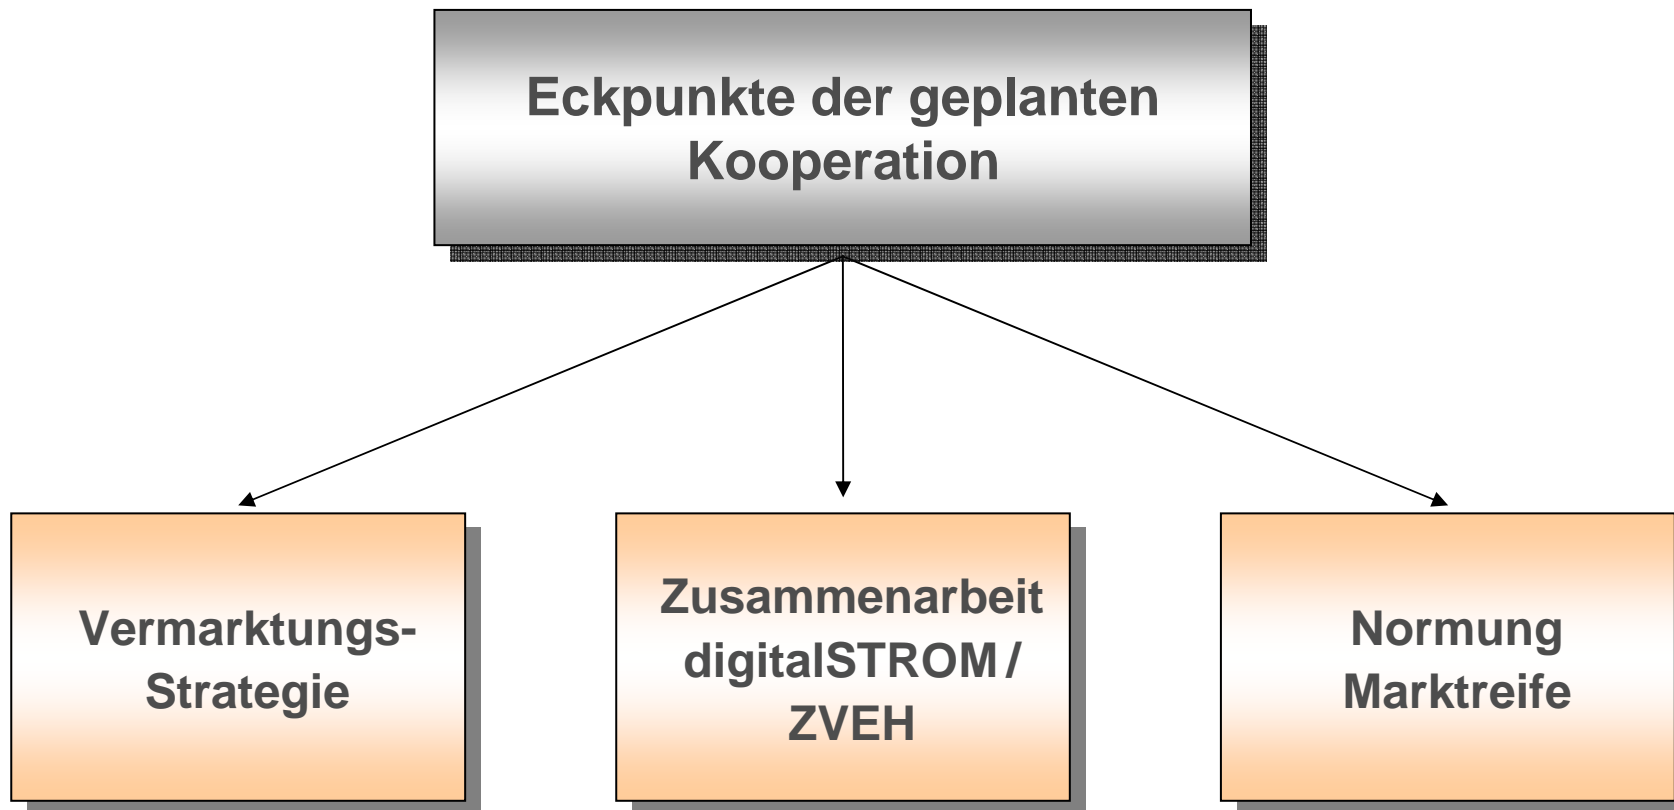 Eckpunkte der geplanten
Kooperation
Vermarktungs-
Strategie
Zusammenarbeit
digitalSTROM /
ZVEH
Normung
Marktreife